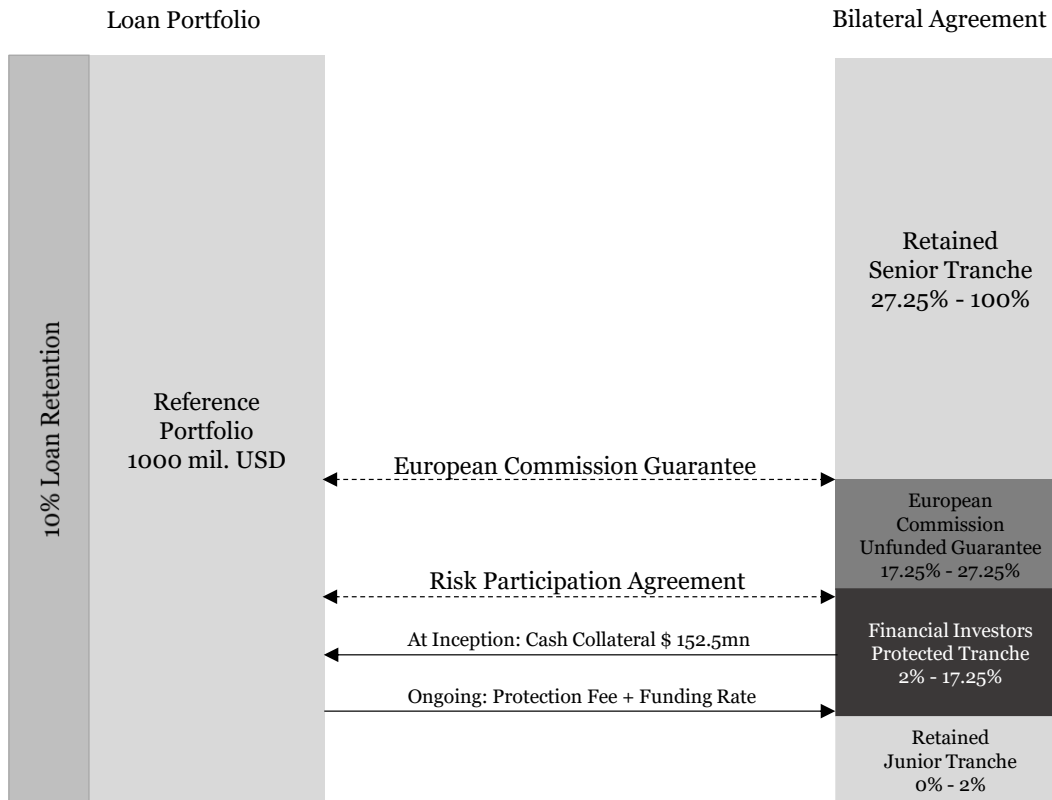 Loan Portfolio
Bilateral Agreement
10% Loan Retention
Reference
Portfolio
1000 mil. USD
European Commission Guarantee
Risk Participation Agreement
At Inception: Cash Collateral $ 152.5mn
Ongoing: Protection Fee + Funding Rate
Retained
Senior Tranche
27.25% - 100%
European
Commission
Unfunded Guarantee
17.25% - 27.25%
Financial Investors
Protected Tranche
2% - 17.25%
Retained
Junior Tranche
0% - 2%